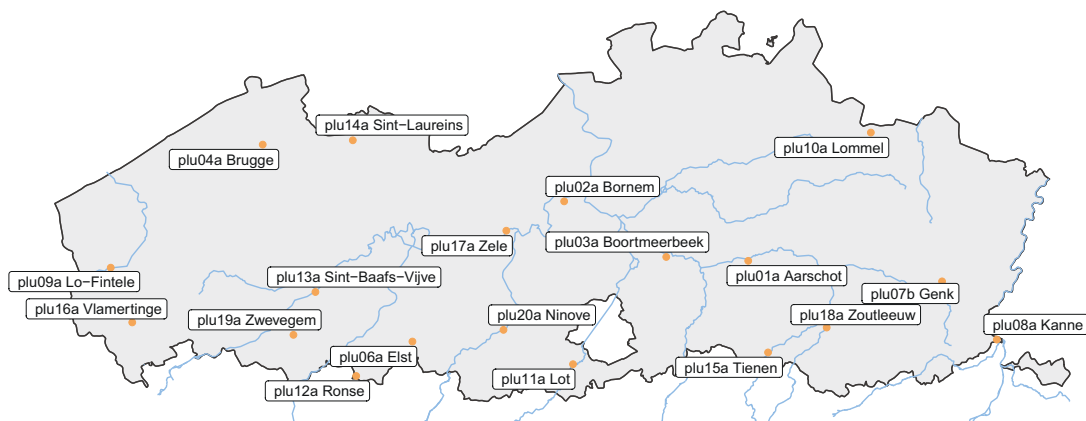 plu14a Sint−Laureins
plu10a Lommel
plu04a Brugge
plu02a Bornem
plu03a Boortmeerbeek
plu17a Zele
plu01a Aarschot
plu13a Sint−Baafs−Vijve
plu09a Lo−Fintele
plu07b Genk
plu16a Vlamertinge
plu18a Zoutleeuw
plu20a Ninove
plu19a Zwevegem
plu08a Kanne
plu06a Elst
plu15a Tienen
plu11a Lot
plu12a Ronse